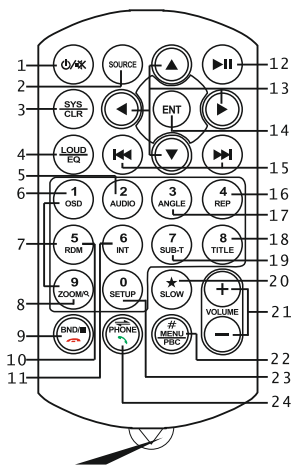 1
SOURCE
12
2
13
3
SYS
CLR
ENT
14
4
LOUD
EQ
15
5
6
1
OSD
2
AUDIO
3
ANGLE
4
REP
16
17
7
5
RDM
6
INT
7
SUB-T
8
TITLE
18
19
8
9
ZOOM/
0
SETUP
★
SLOW
+
VOLUME
−
20
21
9
BND/■
PHONE
#
MENU
PBC
22
10
11
23
24